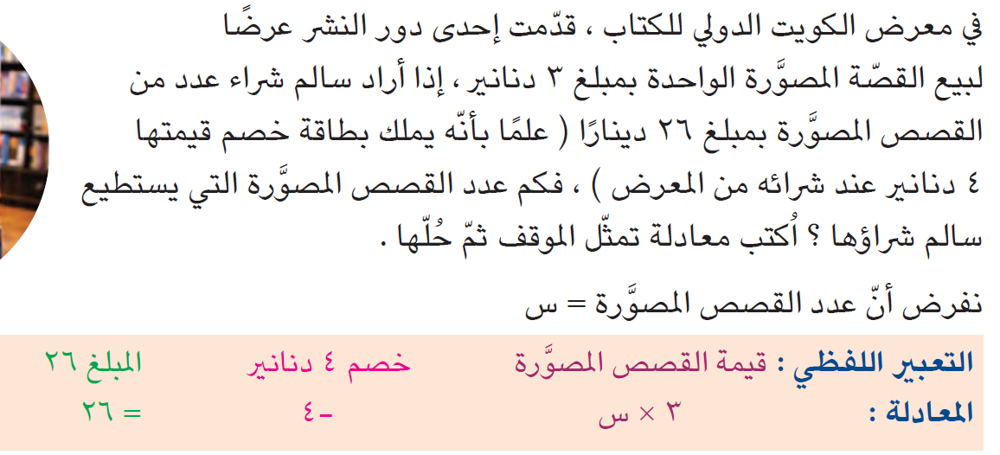 في معرض الكويت الدولي للكتاب ، قدّمت إحدى دور النشر عرضًا
لبيع القصّة المصوَّرة الواحدة بمبلغ ٣ دنانير ، إذا أراد سالم شراء عدد من
القصص المصوَّرة بمبلغ ٢٦ دينارًا ( علمًا بأنّه يملك بطاقة خصم قيمتها
٤ دنانير عند شرائه من المعرض ) ، فكم عدد القصص المصوَّرة التي يستطيع
سالم شراؤها ؟ اُكتب معادلة تمثّل الموقف ثمّ حُلّها .
نفرض أنّ عدد القصص المصوَّرة = س
التعبير اللفظي : قيمة القصص المصوَّرة خصم ٤ دنانير المبلغ ٢٦
المعادلة : ٣ × س −٤ = ٢٦